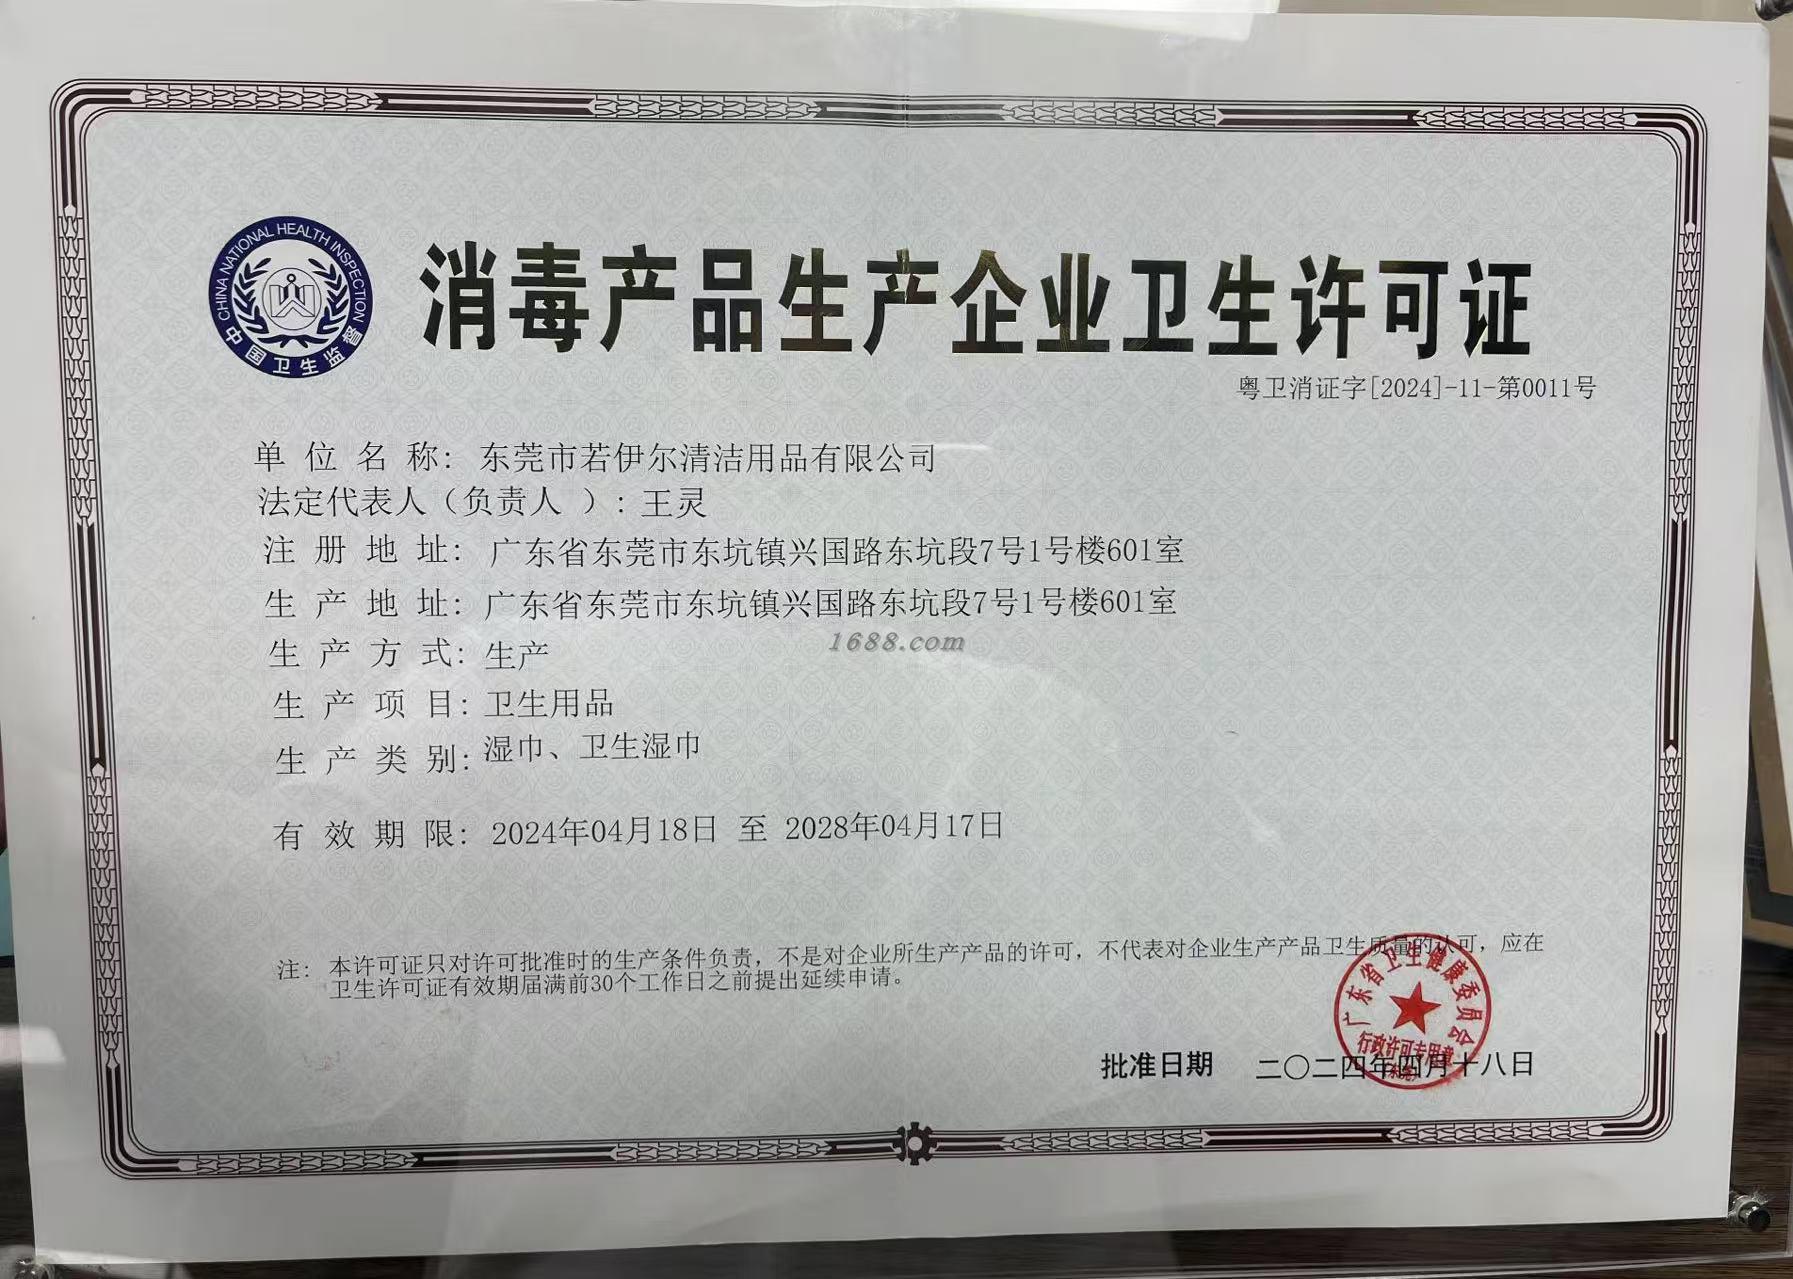 CHINA NATIONAL HEALTH INSPECTION
中国卫生监督
消毒产品生产企业卫生许可证
粤卫消证字[2024]-11-第0011号
单位名称: 东莞市若伊尔清洁用品有限公司
法定代表人（负责人）: 王灵
注册地址: 广东省东莞市东坑镇兴国路东坑段7号1号楼601室
生产地址: 广东省东莞市东坑镇兴国路东坑段7号1号楼601室
1688.com
生产方式: 生产
生产项目: 卫生用品
生产类别: 湿巾、卫生湿巾
有效期限: 2024年04月18日 至 2028年04月17日
注: 本许可证只对许可批准时的生产条件负责，不是对企业所生产产品的许可，不代表对企业生产产品卫生质量的认可，应在
卫生许可证有效期届满前30个工作日之前提出延续申请。
广东省卫生健康委员会
行政许可专用章
批准日期 二〇二四年四月十八日